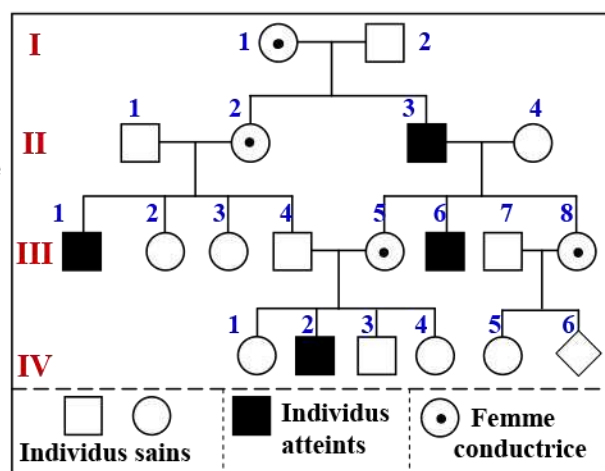 I 1 2
II 1 2 3 4
III 1 2 3 4 5 6 7 8
IV 1 2 3 4 5 6
Individus sains
Individus
atteints
Femme
conductrice